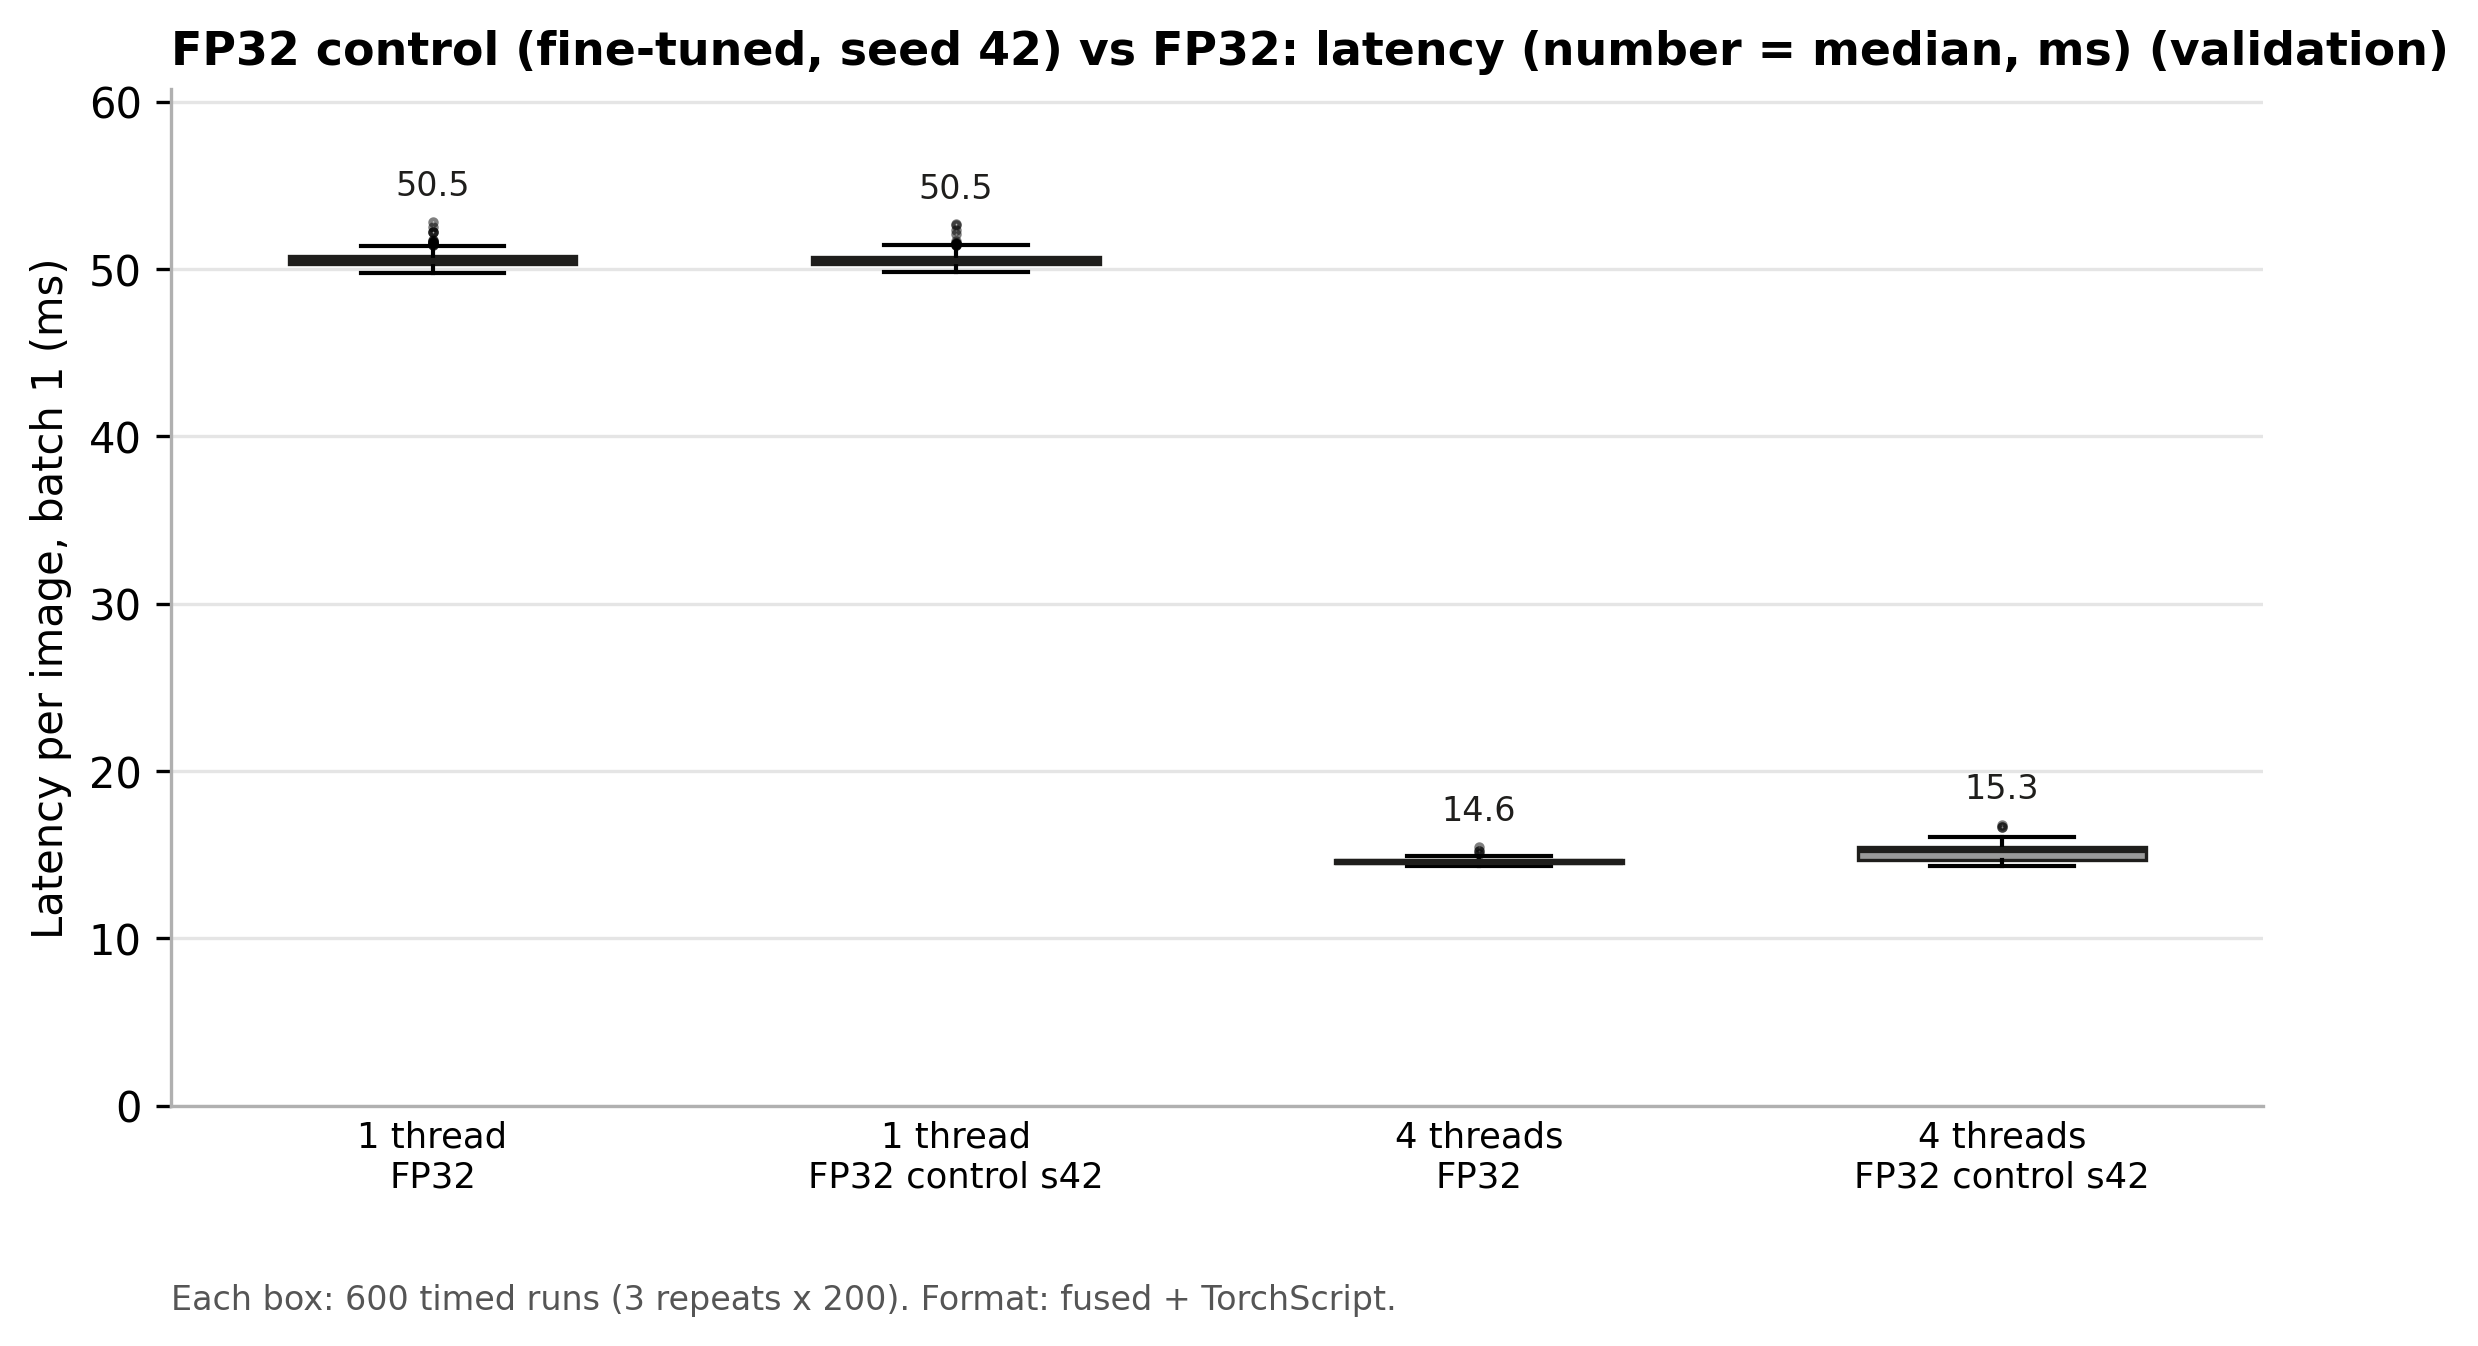 FP32 control (fine-tuned, seed 42) vs FP32: latency (number = median, ms) (validation)
Latency per image, batch 1 (ms)
60
50
40
30
20
10
0
50.5
50.5
14.6
15.3
1 thread
FP32
1 thread
FP32 control s42
4 threads
FP32
4 threads
FP32 control s42
Each box: 600 timed runs (3 repeats x 200). Format: fused + TorchScript.